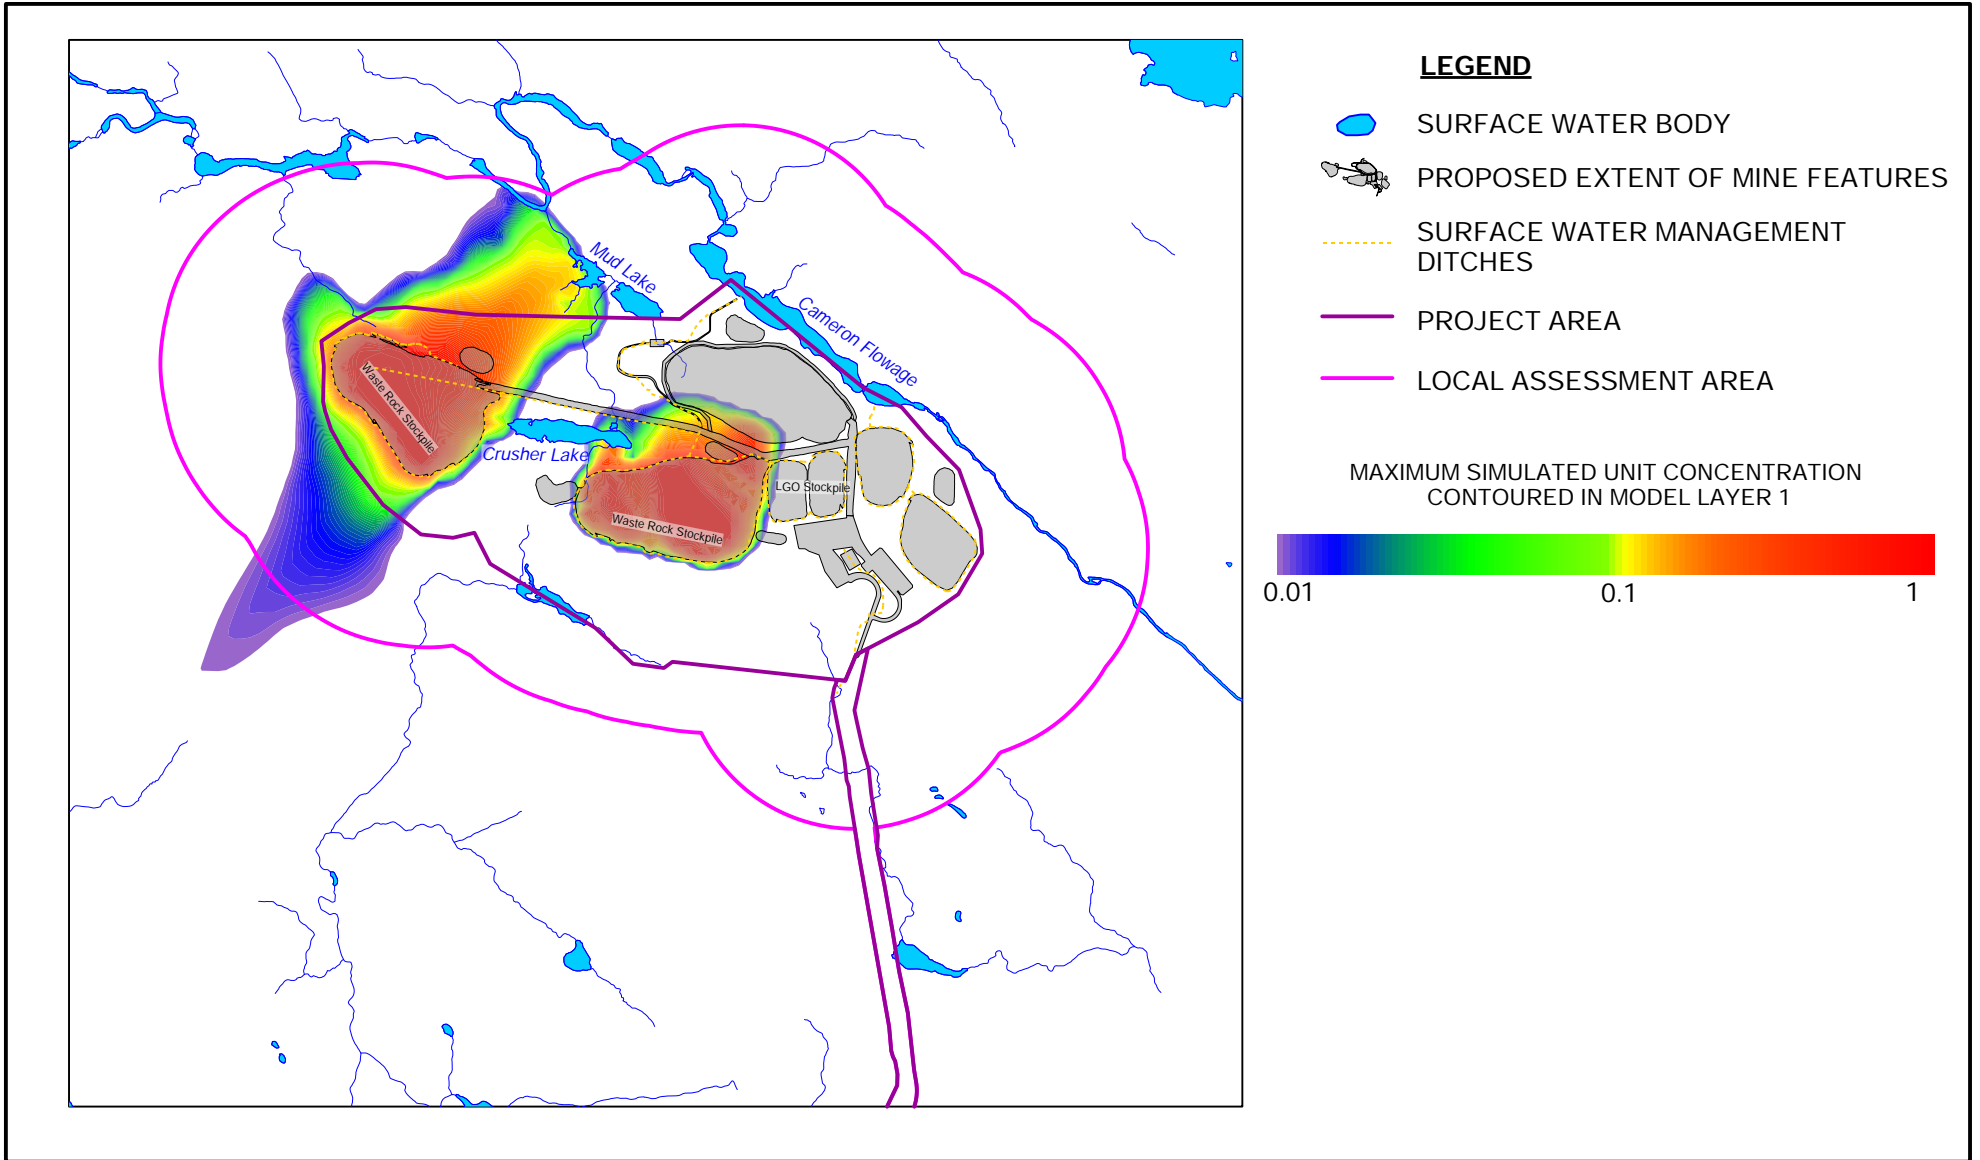 LEGEND
SURFACE WATER BODY
PROPOSED EXTENT OF MINE FEATURES
SURFACE WATER MANAGEMENT
DITCHES
PROJECT AREA
LOCAL ASSESSMENT AREA
MAXIMUM SIMULATED UNIT CONCENTRATION
CONTOURED IN MODEL LAYER 1
0.01
0.1
1
Mud Lake
Cameron Flowage
Waste Rock Stockpile
Crusher Lake
LGO Stockpile
Waste Rock Stockpile